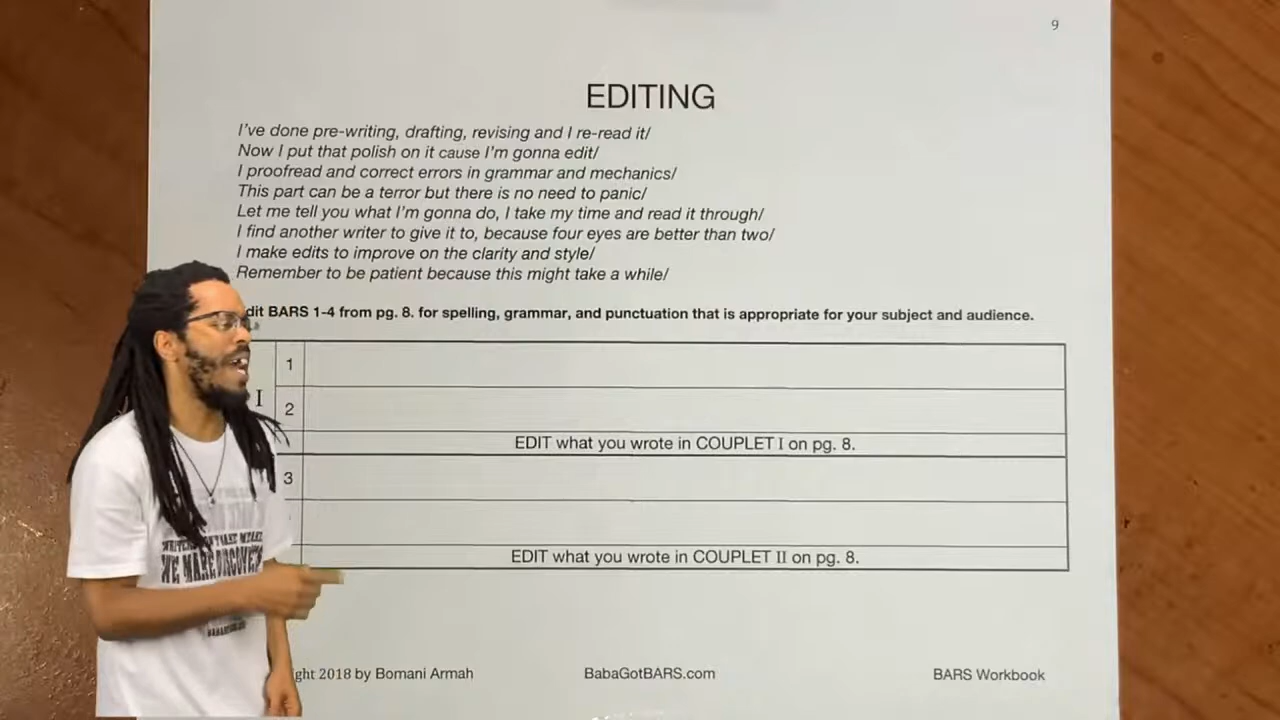 9
EDITING
I've done pre-writing, drafting, revising and I re-read it/
Now I put that polish on it cause I'm gonna edit/
I proofread and correct errors in grammar and mechanics/
This part can be a terror but there is no need to panic/
Let me tell you what I'm gonna do, I take my time and read it through/
I find another writer to give it to, because four eyes are better than two/
I make edits to improve on the clarity and style/
Remember to be patient because this might take a while/
dit BARS 1-4 from pg. 8. for spelling, grammar, and punctuation that is appropriate for your subject and audience.
1
I
2
EDIT what you wrote in COUPLET I on pg. 8.
3
EDIT what you wrote in COUPLET II on pg. 8.
WE MAKE DISCOVERY
ght 2018 by Bomani Armah BabaGotBARS.com BARS Workbook